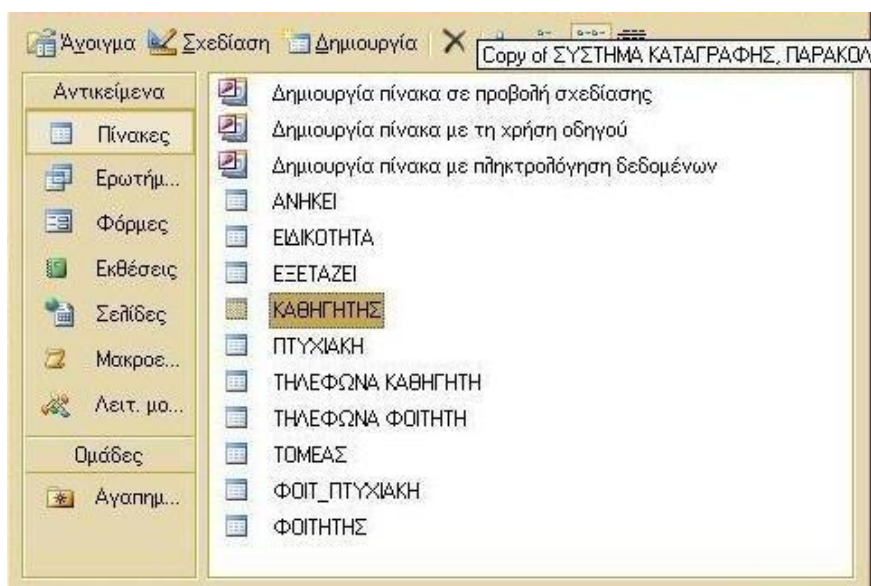 Άνοιγμα Σχεδίαση Δημιουργία
Copy of ΣΥΣΤΗΜΑ ΚΑΤΑΓΡΑΦΗΣ, ΠΑΡΑΚΟΛ
Αντικείμενα
Πίνακες
Ερωτήμ...
Φόρμες
Εκθέσεις
Σελίδες
Μακροε...
Λειτ. μο...
Ομάδες
Αγαπημ...
Δημιουργία πίνακα σε προβολή σχεδίασης
Δημιουργία πίνακα με τη χρήση οδηγού
Δημιουργία πίνακα με πληκτρολόγηση δεδομένων
ΑΝΗΚΕΙ
ΕΙΔΙΚΟΤΗΤΑ
ΕΞΕΤΑΖΕΙ
ΚΑΘΗΓΗΤΗΣ
ΠΤΥΧΙΑΚΗ
ΤΗΛΕΦΩΝΑ ΚΑΘΗΓΗΤΗ
ΤΗΛΕΦΩΝΑ ΦΟΙΤΗΤΗ
ΤΟΜΕΑΣ
ΦΟΙΤ_ΠΤΥΧΙΑΚΗ
ΦΟΙΤΗΤΗΣ